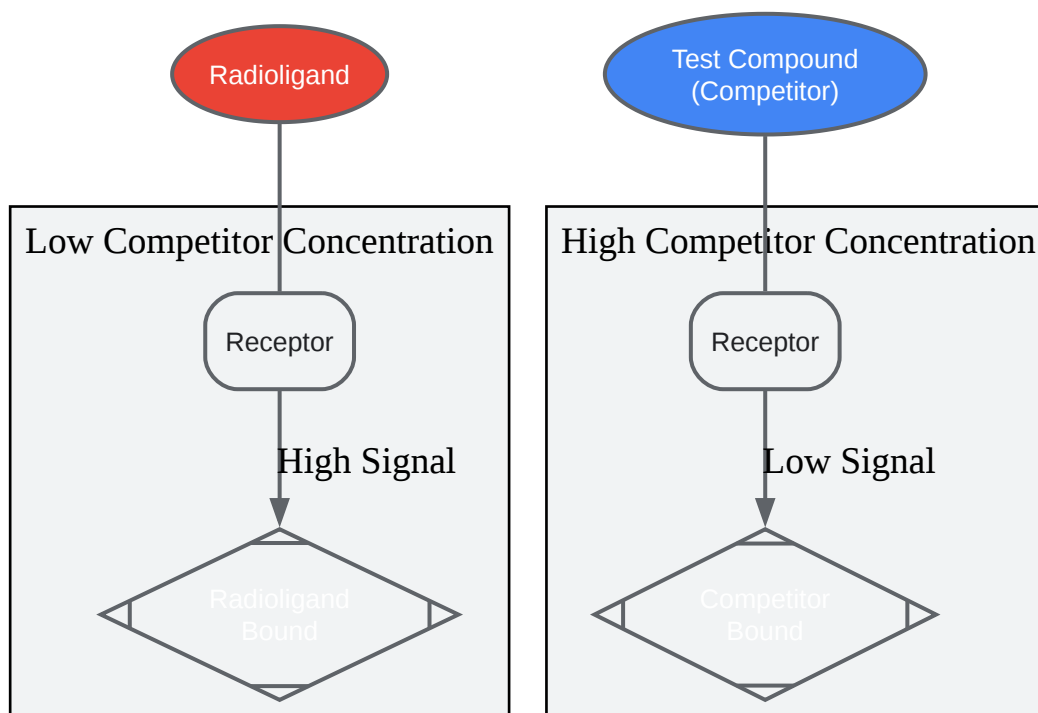 Radioligand
Test Compound
(Competitor)
Low Competitor Concentration
High Competitor Concentration
Receptor
Receptor
High Signal
Low Signal
Radioligand
Bound
Competitor
Bound